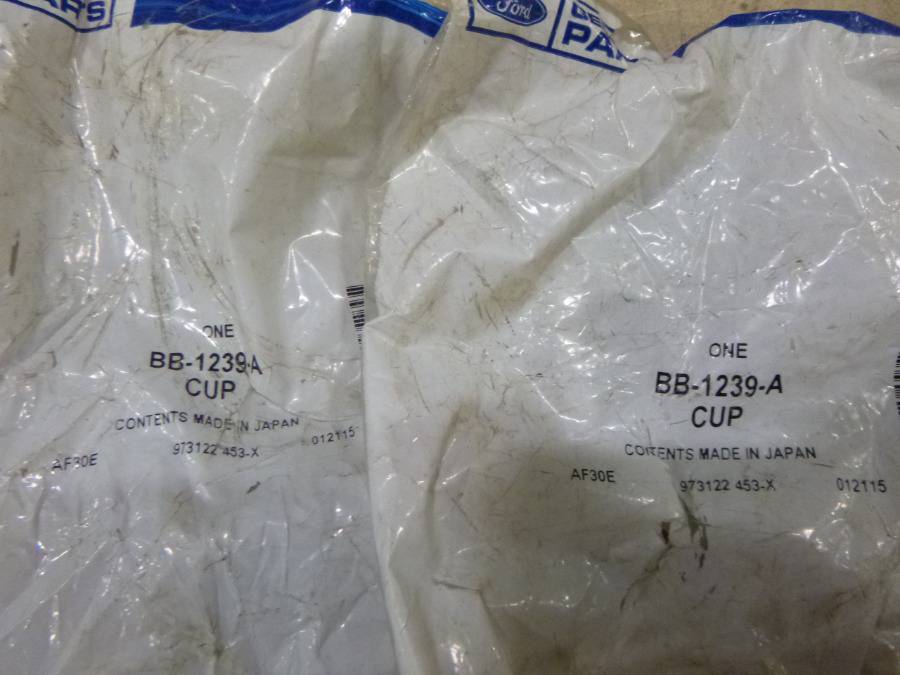 ARS
Ford
PA
ONE
BB-1239-A
CUP
CONTENTS MADE IN JAPAN
AF30E 973122 453-X 012115
ONE
BB-1239-A
CUP
CONTENTS MADE IN JAPAN
AF30E 973122 453-X 012115